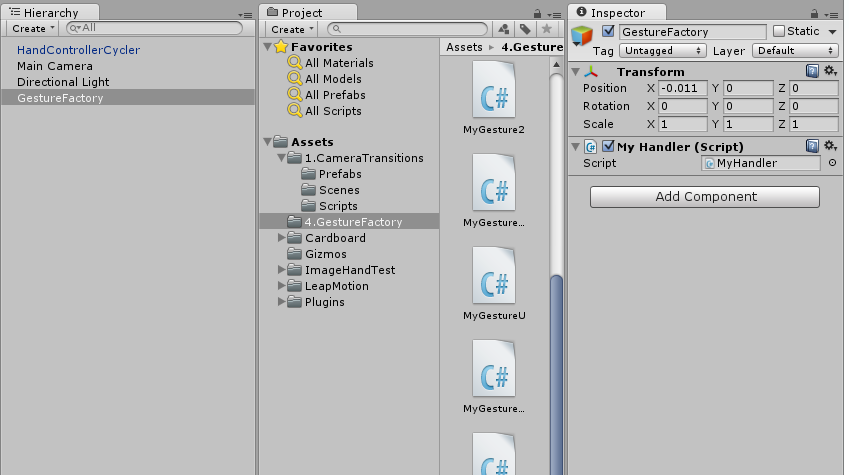 Hierarchy
Create
All
HandControllerCycler
Main Camera
Directional Light
GestureFactory
Project
Create
Favorites
All Materials
All Models
All Prefabs
All Scripts
Assets
1.CameraTransitions
Prefabs
Scenes
Scripts
4.GestureFactory
Cardboard
Gizmos
ImageHandTest
LeapMotion
Plugins
Assets ▸ 4.Gesture
C#
MyGesture2
C#
MyGesture...
C#
MyGestureU
C#
MyGesture...
C#
Inspector
GestureFactory Static
Tag Untagged Layer Default
Transform
Position X -0.011 Y 0 Z 0
Rotation X 0 Y 0 Z 0
Scale X 1 Y 1 Z 1
My Handler (Script)
Script MyHandler
Add Component